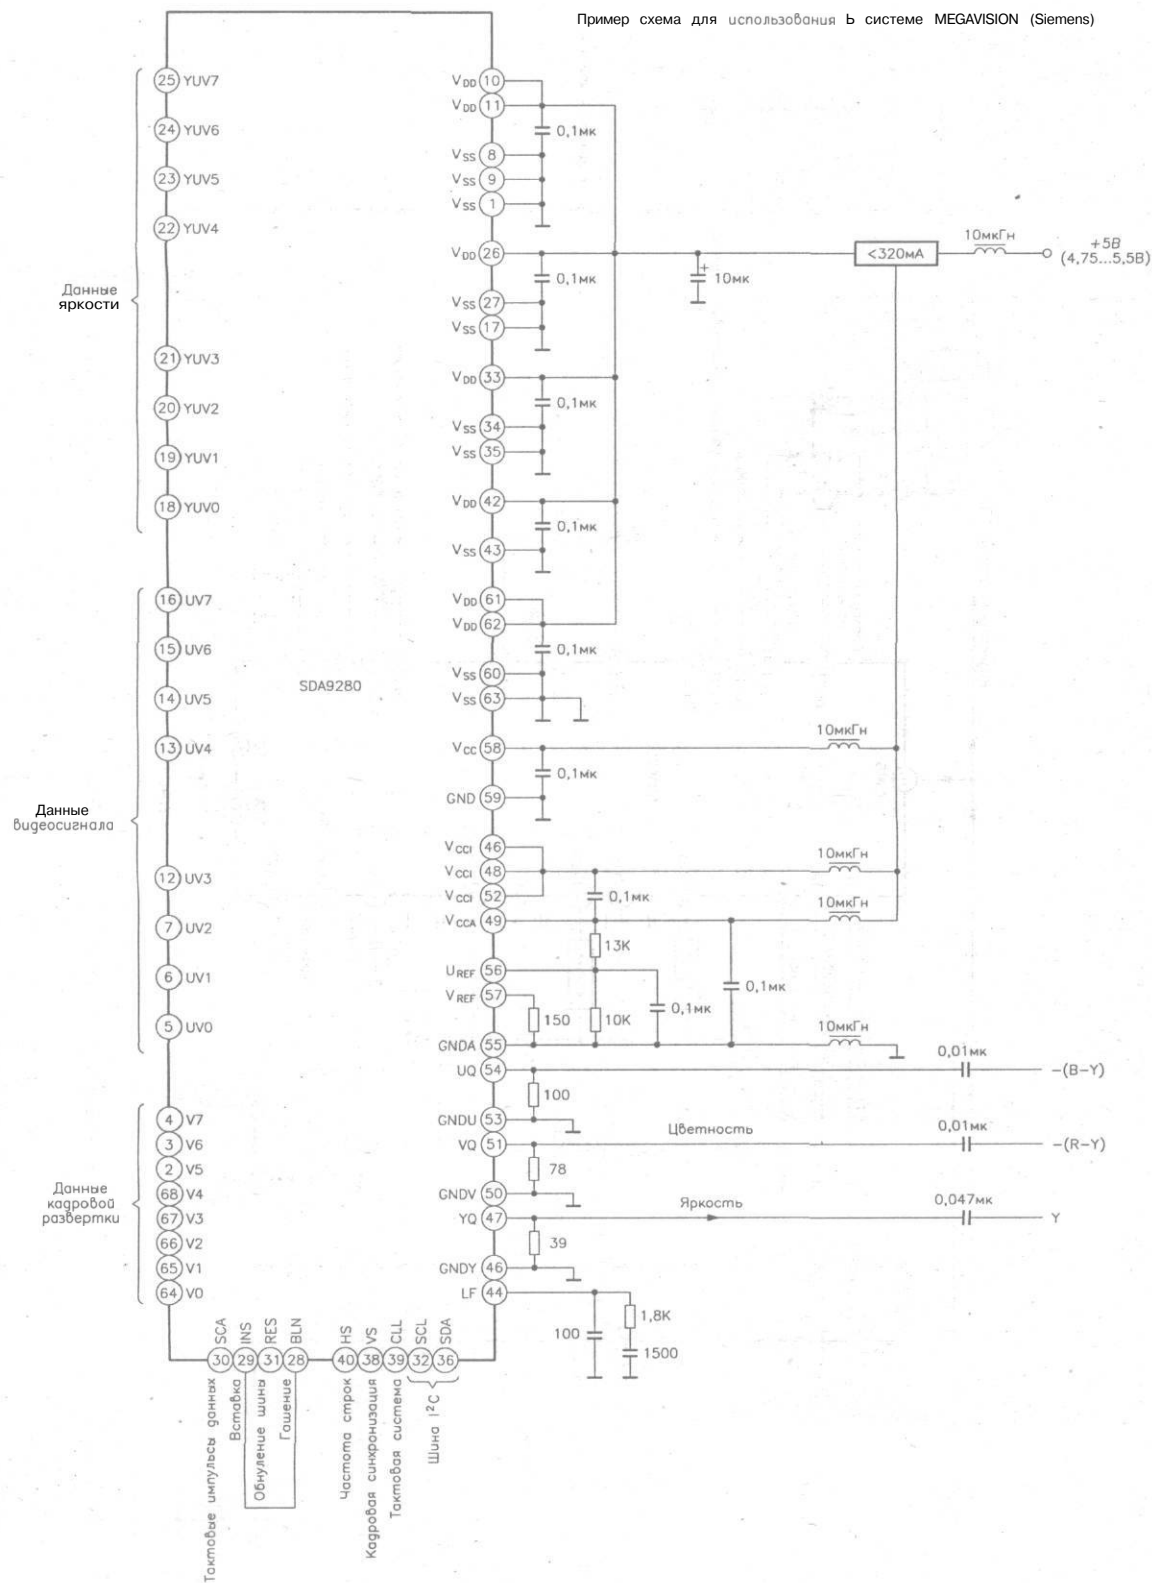 Пример схема для использования Ь системе MEGAVISION (Siemens)
25 YUV7
24 YUV6
23 YUV5
22 YUV4
Данные
яркости
21 YUV3
20 YUV2
19 YUV1
18 YUV0
16 UV7
15 UV6
14 UV5
13 UV4
Данные
видеосигнала
12 UV3
7 UV2
6 UV1
5 UV0
4 V7
3 V6
2 V5
68 V4
67 V3
66 V2
65 V1
64 V0
Данные
кадровой
развертки
SDA9280
VDD 10
VDD 11
0,1мк
VSS 8
VSS 9
VSS 1
VDD 26
0,1мк
10мк
<320мА
10мкГн
+5В
(4,75...5,5В)
VSS 27
VSS 17
VDD 33
0,1мк
VSS 34
VSS 35
VDD 42
0,1мк
VSS 43
VDD 61
VDD 62
0,1мк
VSS 60
VSS 63
VCC 58
10мкГн
0,1мк
GND 59
VCCI 46
VCCI 48
10мкГн
VCCI 52
0,1мк
VCCA 49
10мкГн
13К
UREF 56
VREF 57
150
10К
0,1мк
0,1мк
GNDA 55
10мкГн
UQ 54
0,01мк
-(B-Y)
100
GNDU 53
VQ 51
Цветность
0,01мк
-(R-Y)
78
GNDV 50
YQ 47
Яркость
0,047мк
Y
39
GNDY 46
LF 44
100
1,8К
1500
SCA
INS
RES
BLN
HS
VS
CLL
SCL
SDA
30
29
31
28
40
38
39
32
36
Тактовые импульсы данных
Вставка
Обнуление шины
Гашение
Частота строк
Кадровая синхронизация
Тактовая система
Шина I²C